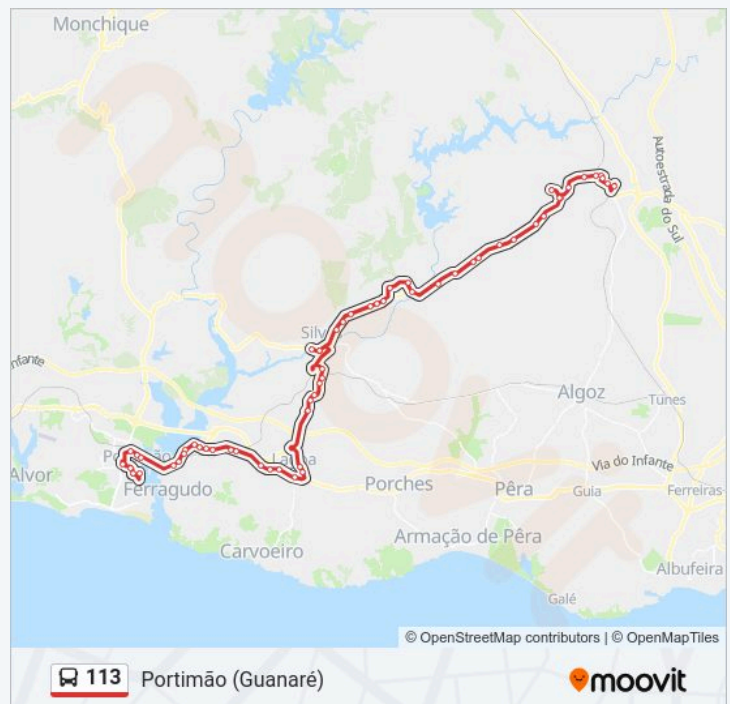 Monchique
Autoestrada do Sul
Silv
Algoz
Tunes
Infante
Via do Infante
Alvor
Ferragudo
Porches
Pêra
Guia
Ferreiras
Armação de Pêra
Carvoeiro
Albufeira
Galé
© OpenStreetMap contributors | © OpenMapTiles
113 Portimão (Guanaré)
moovit